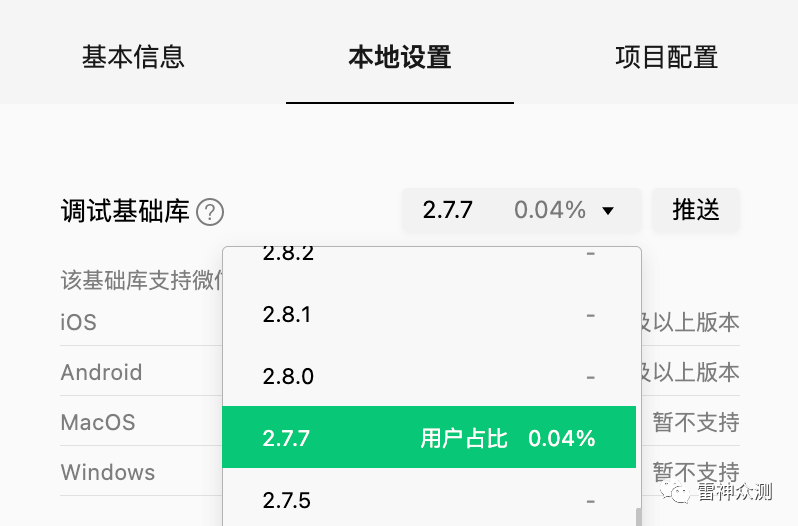 基本信息 本地设置 项目配置
调试基础库 ? 2.7.7 0.04% 推送
2.8.2 -
该基础库支持微信
2.8.1 -
iOS 及以上版本
2.8.0 -
Android 及以上版本
2.7.7 用户占比 0.04%
MacOS 暂不支持
Windows 暂不支持
2.7.5 -
雷神众测